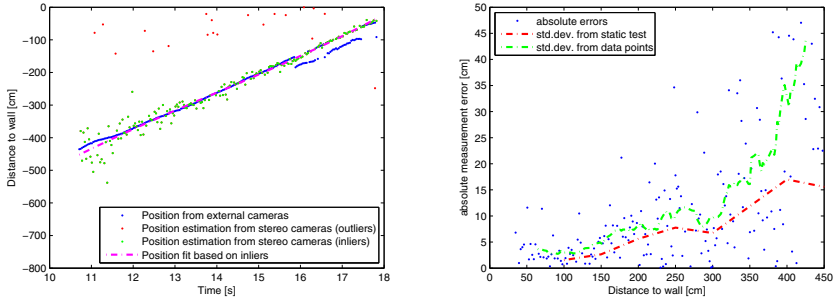 0
−100
−200
−300
−400
−500
−600
−700
−800
Distance to wall [cm]
10 11 12 13 14 15 16 17 18
Time [s]
Position from external cameras
Position estimation from stereo cameras (outliers)
Position estimation from stereo cameras (inliers)
Position fit based on inliers
50
45
40
35
30
25
20
15
10
5
0
absolute measurement error [cm]
0 50 100 150 200 250 300 350 400 450
Distance to wall [cm]
absolute errors
std.dev. from static test
std.dev. from data points